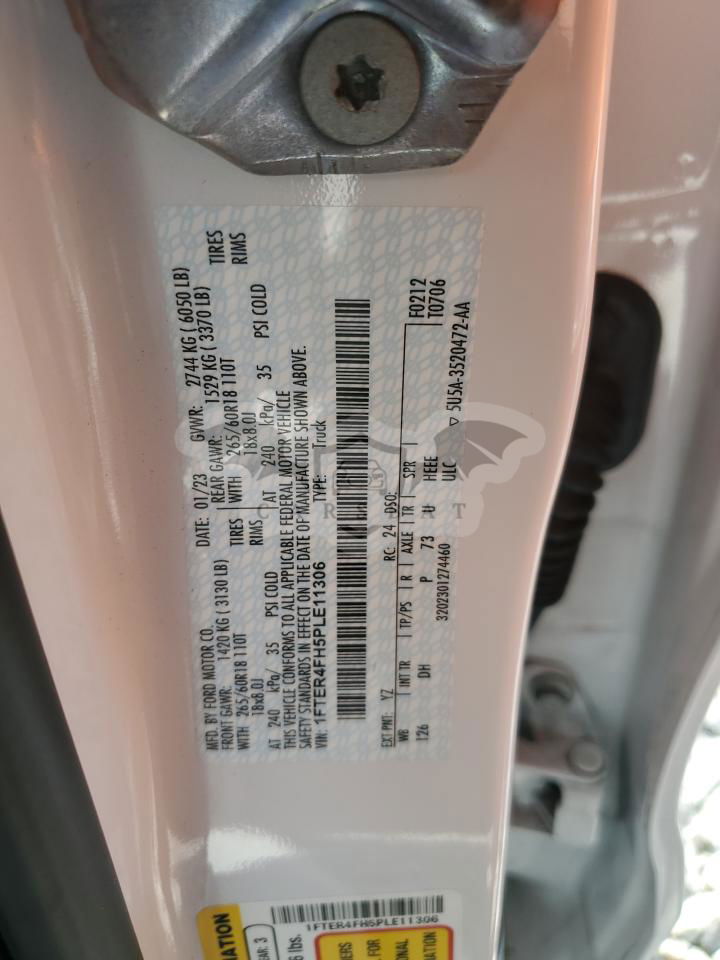 MFD. BY FORD MOTOR CO.
DATE: 01/23 GVWR: 2744 KG ( 6050 LB)
FRONT GAWR: 1420 KG ( 3130 LB) REAR GAWR: 1529 KG ( 3370 LB)
WITH 265/60R18 110T TIRES WITH 265/60R18 110T TIRES
18x8.0J RIMS 18x8.0J RIMS
AT 240 kPa/ 35 PSI COLD AT 240 kPa/ 35 PSI COLD
THIS VEHICLE CONFORMS TO ALL APPLICABLE FEDERAL MOTOR VEHICLE
SAFETY STANDARDS IN EFFECT ON THE DATE OF MANUFACTURE SHOWN ABOVE.
VIN: 1FTER4FH5PLE11306 TYPE: Truck
EXT PNT: YZ RC: 24 DSO: F0212
WB INT TR TP/PS R AXLE TR SPR T0706
126 DH P 73 U HEEE
3202301274460 ULC
▽ 5U5A-3520472-AA
C R A T
1FTER4FH5PLE11306